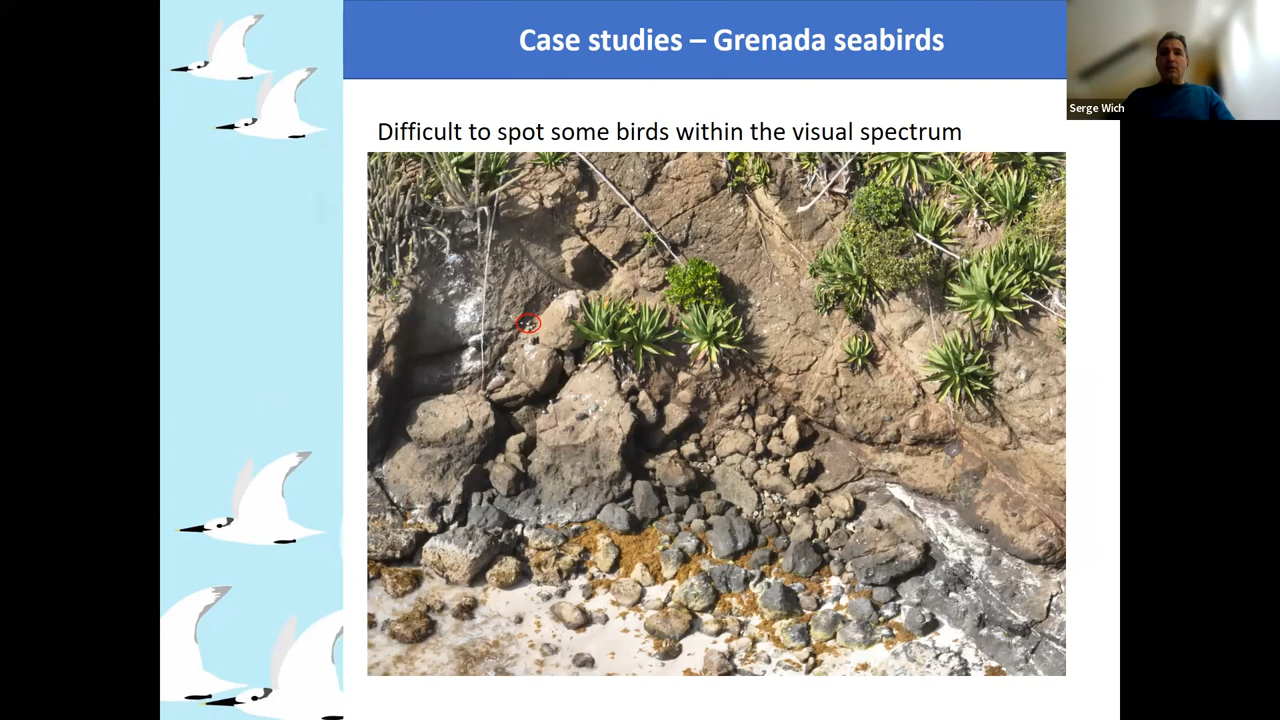 Case studies – Grenada seabirds
Serge Wich
Difficult to spot some birds within the visual spectrum